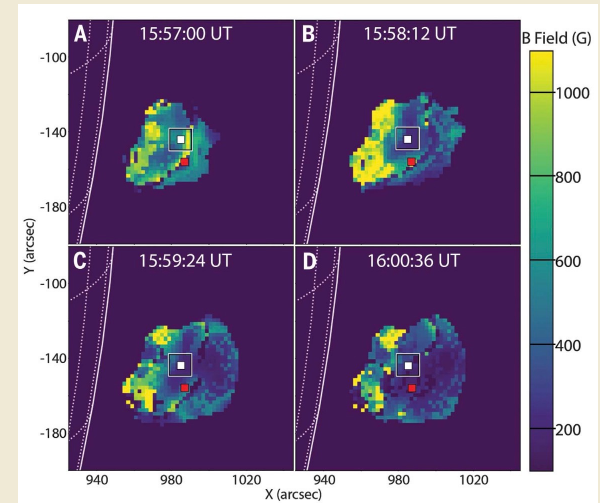 A 15:57:00 UT
B 15:58:12 UT
B Field (G)
-100
-140
-180
1000
800
600
400
200
Y (arcsec)
C 15:59:24 UT
D 16:00:36 UT
-100
-140
-180
940 980 1020 940 980 1020
X (arcsec)